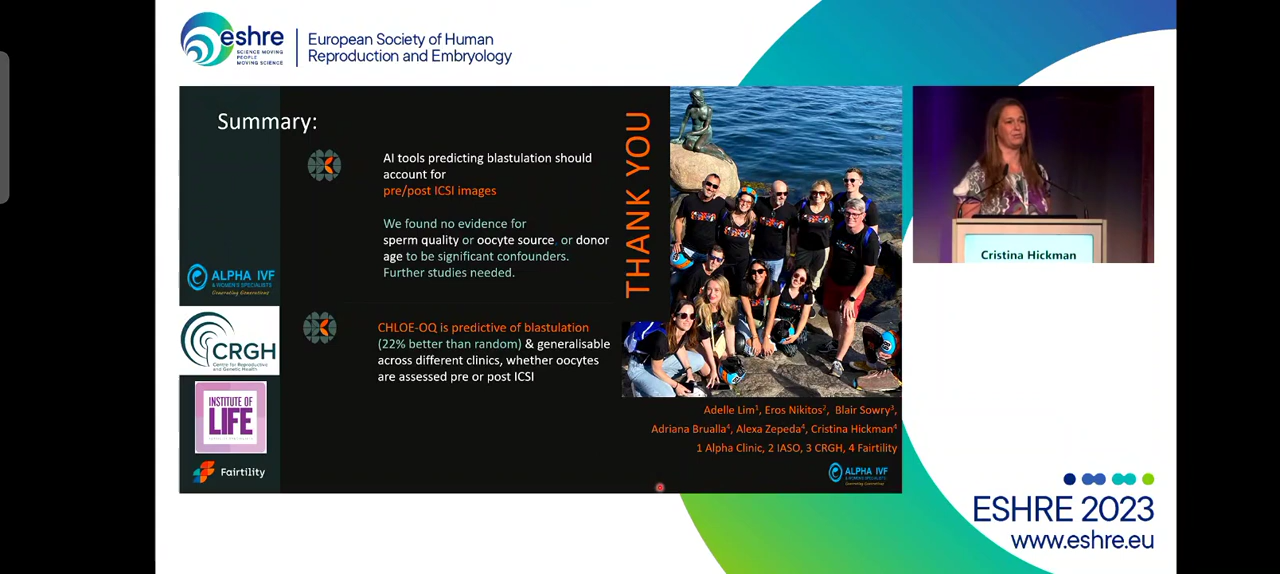 eshre
SCIENCE MOVING
PEOPLE
MOVING SCIENCE
European Society of Human
Reproduction and Embryology
Summary:
AI tools predicting blastulation should
account for
pre/post ICSI images
We found no evidence for
sperm quality or oocyte source, or donor
age to be significant confounders.
Further studies needed.
CHLOE-OQ is predictive of blastulation
(22% better than random) & generalisable
across different clinics, whether oocytes
are assessed pre or post ICSI
THANK YOU
Adelle Lim1, Eros Nikitos2, Blair Sowry3,
Adriana Brualla4, Alexa Zepeda4, Cristina Hickman4
1 Alpha Clinic, 2 IASO, 3 CRGH, 4 Fairtility
ALPHA IVF
& WOMEN'S SPECIALISTS
Generating Generations
CRGH
Centre for Reproductive
and Genetic Health
INSTITUTE OF
LIFE
Fairtility
ALPHA IVF
Cristina Hickman
ESHRE 2023
www.eshre.eu